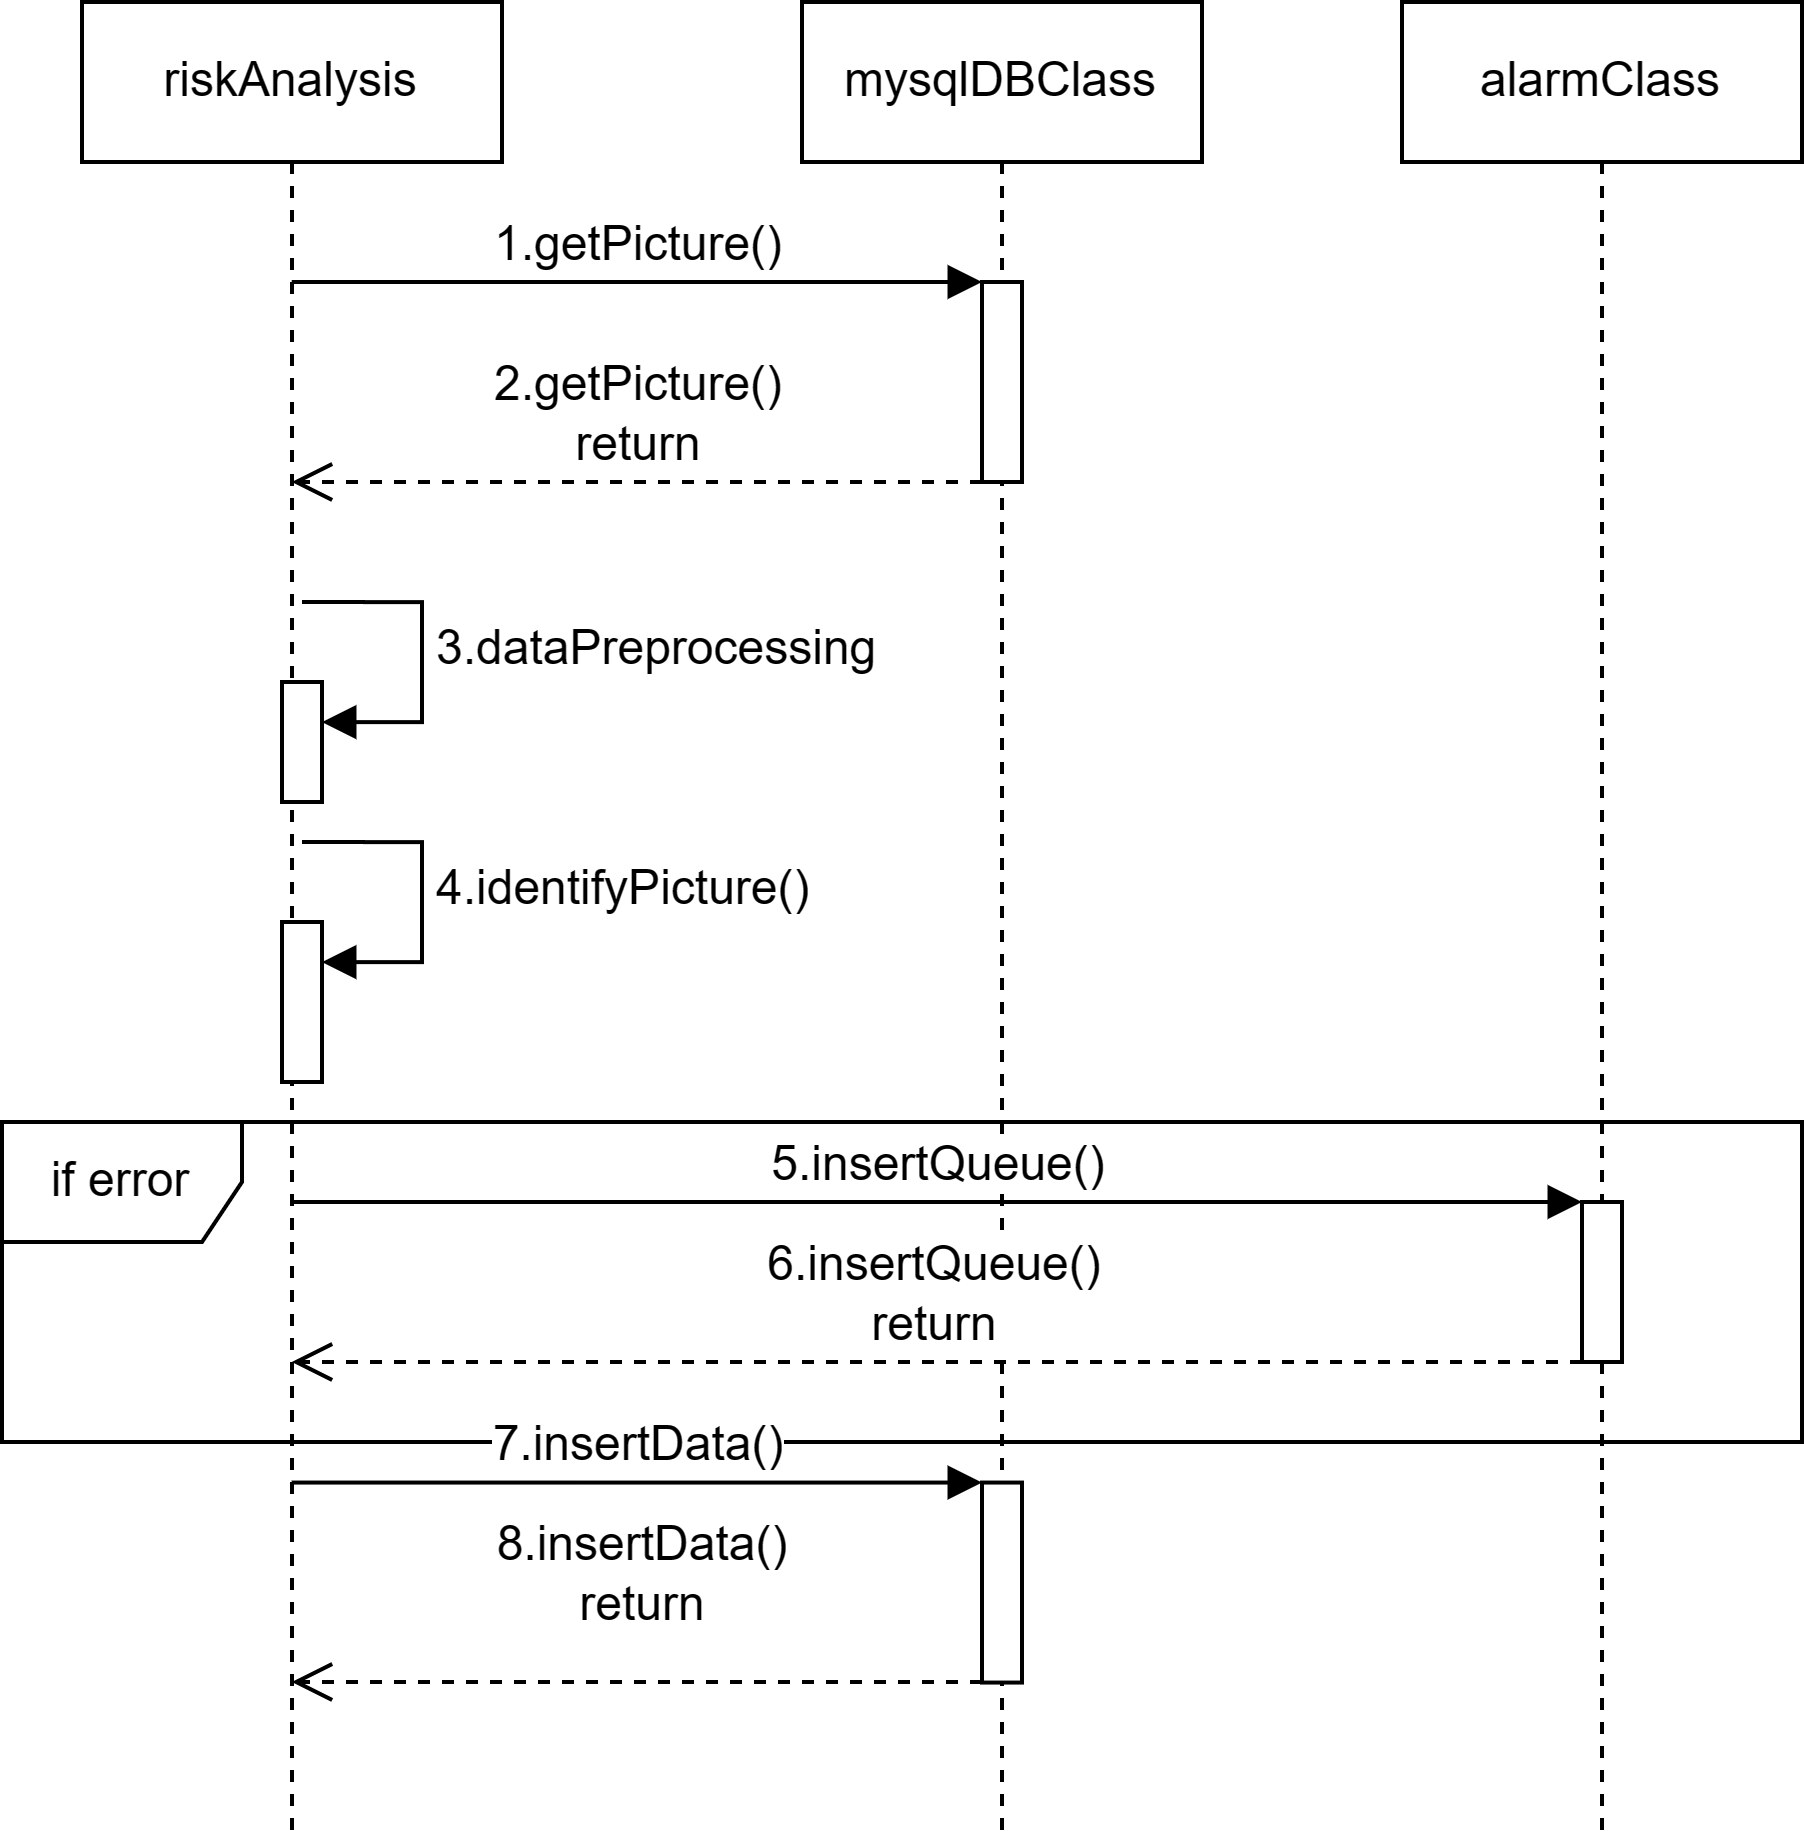 riskAnalysis
mysqlDBClass
alarmClass
1.getPicture()
2.getPicture()
return
3.dataPreprocessing
4.identifyPicture()
if error
5.insertQueue()
6.insertQueue()
return
7.insertData()
8.insertData()
return